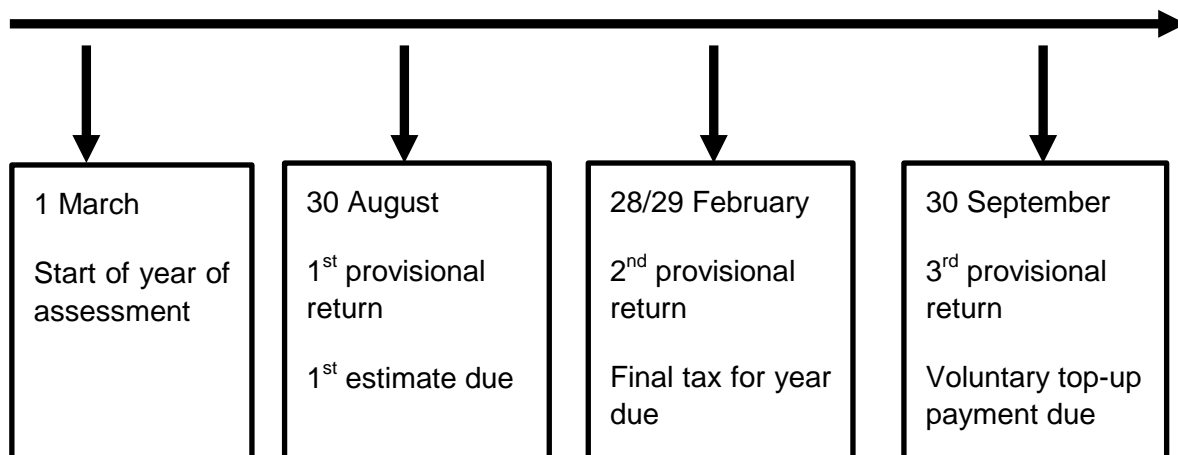 1 March
Start of year of
assessment
30 August
1st provisional
return
1st estimate due
28/29 February
2nd provisional
return
Final tax for year
due
30 September
3rd provisional
return
Voluntary top-up
payment due